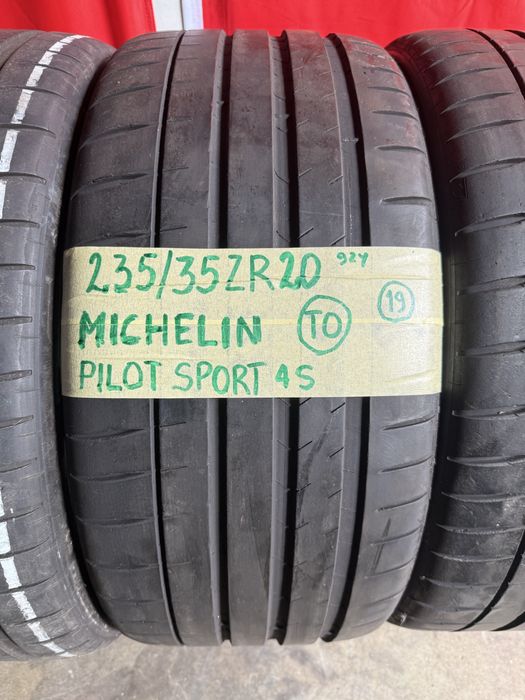 235/35ZR20 92Y
MICHELIN TO 19
PILOT SPORT 4S